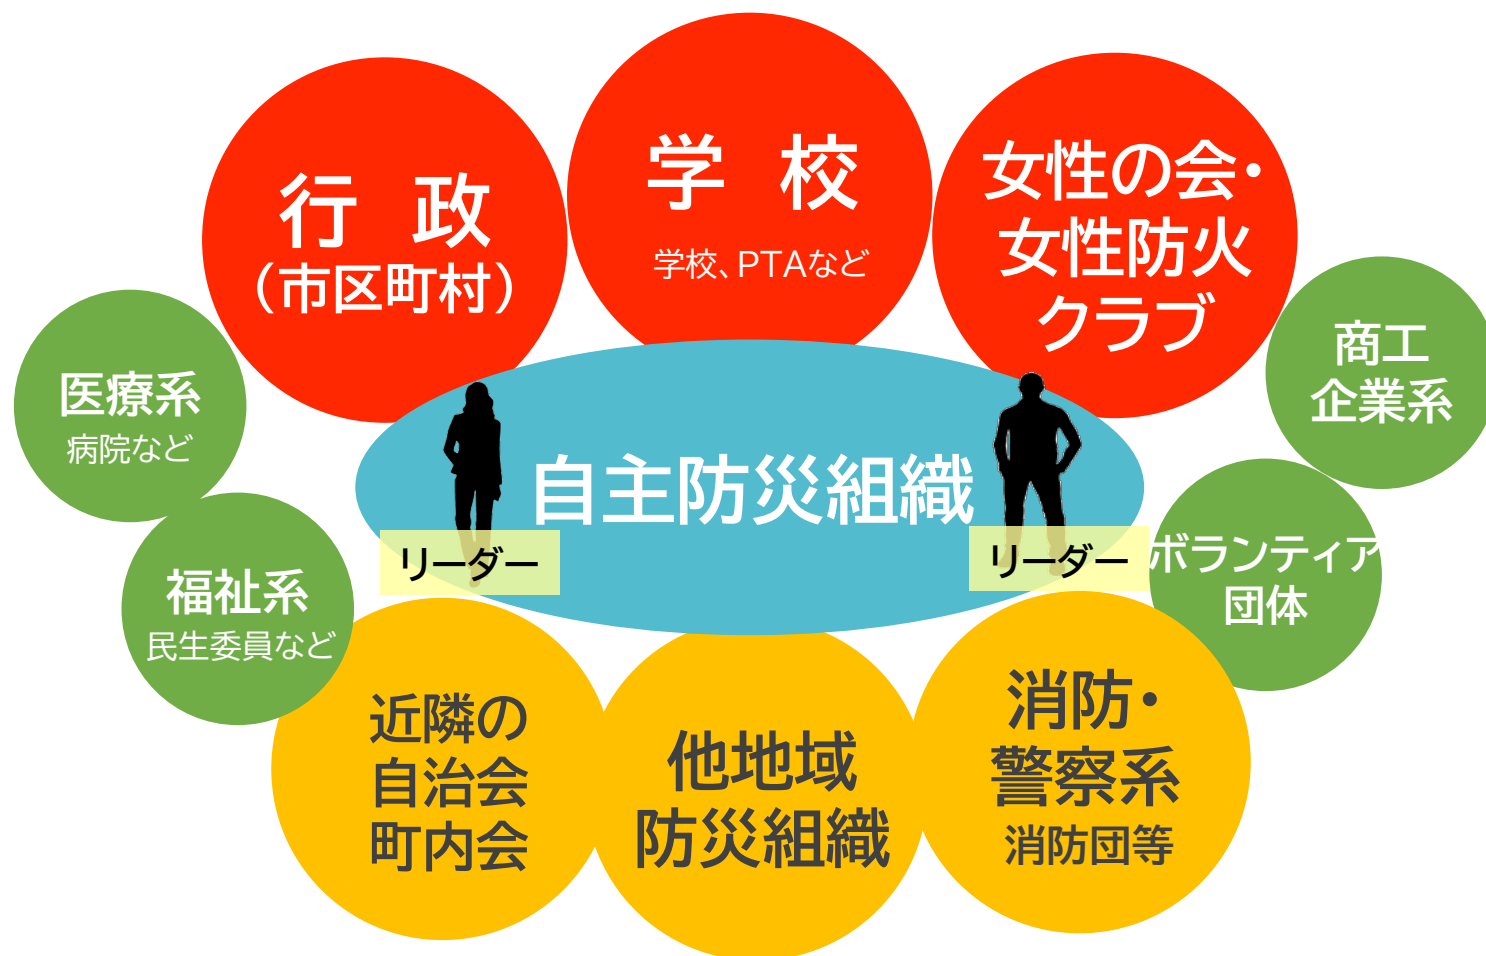 学　校
学校、PTAなど
行　政
（市区町村）
女性の会・
女性防火
クラブ
医療系
病院など
商工
企業系
自主防災組織
リーダー
リーダー
福祉系
民生委員など
ボランティア
団体
近隣の
自治会
町内会
他地域
防災組織
消防・
警察系
消防団等